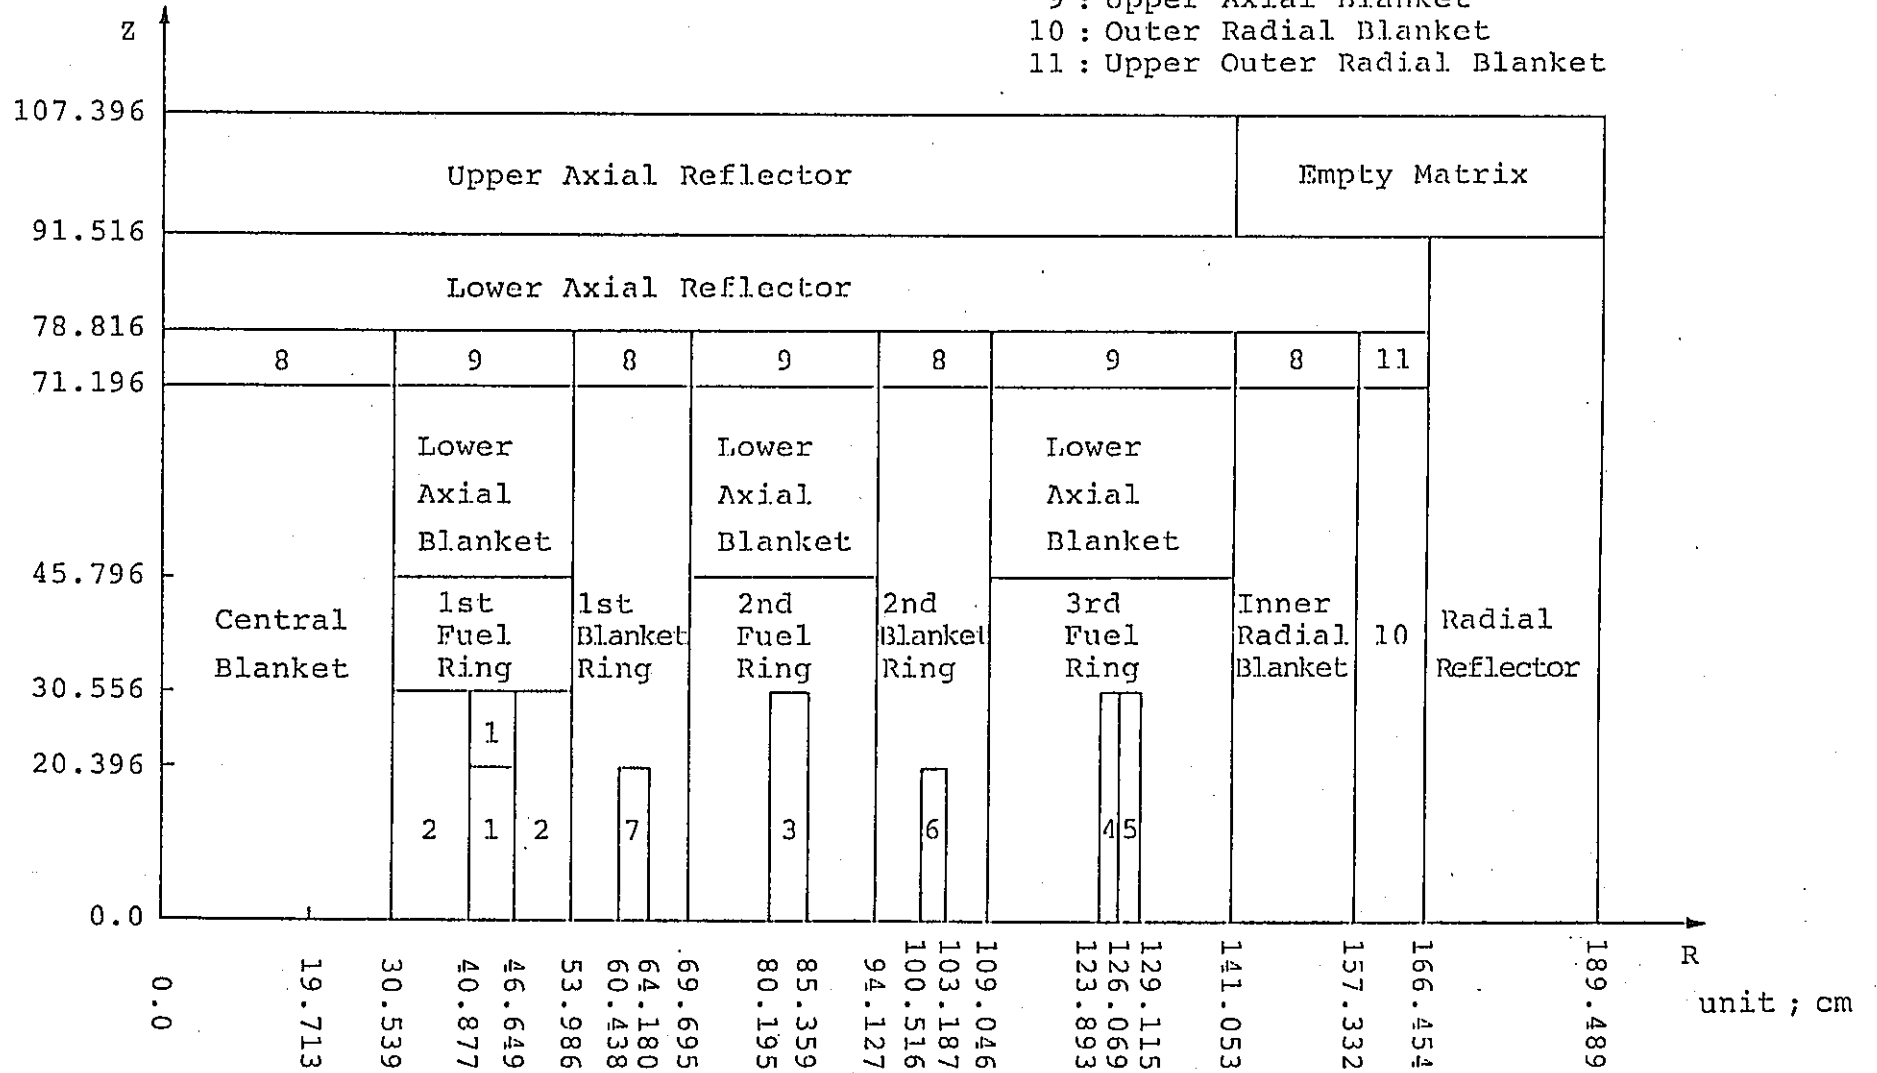 9 : Upper Axial Blanket
10 : Outer Radial Blanket
11 : Upper Outer Radial Blanket
Z
107.396
Upper Axial Reflector
Empty Matrix
91.516
Lower Axial Reflector
78.816
8
9
8
9
8
9
8
11
71.196
Lower
Axial
Blanket
Lower
Axial
Blanket
Lower
Axial
Blanket
45.796
Central
Blanket
1st
Fuel
Ring
1st
Blanket
Ring
2nd
Fuel
Ring
2nd
Blanket
Ring
3rd
Fuel
Ring
Inner
Radial
Blanket
10
Radial
Reflector
30.556
1
20.396
2
1
2
7
3
6
4
5
0.0
R
unit ; cm
0.0
19.713
30.539
40.877
46.649
53.986
60.438
64.180
69.695
80.195
85.359
94.127
100.516
103.187
109.046
123.893
126.069
129.115
141.053
157.332
166.454
189.489